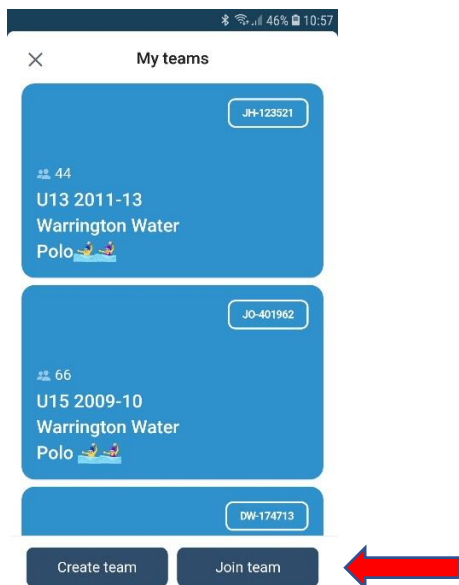 46% 10:57
My teams
JH-123521
44
U13 2011-13
Warrington Water
Polo🤽🤽
JO-401962
66
U15 2009-10
Warrington Water
Polo 🤽🤽
DW-174713
Create team
Join team